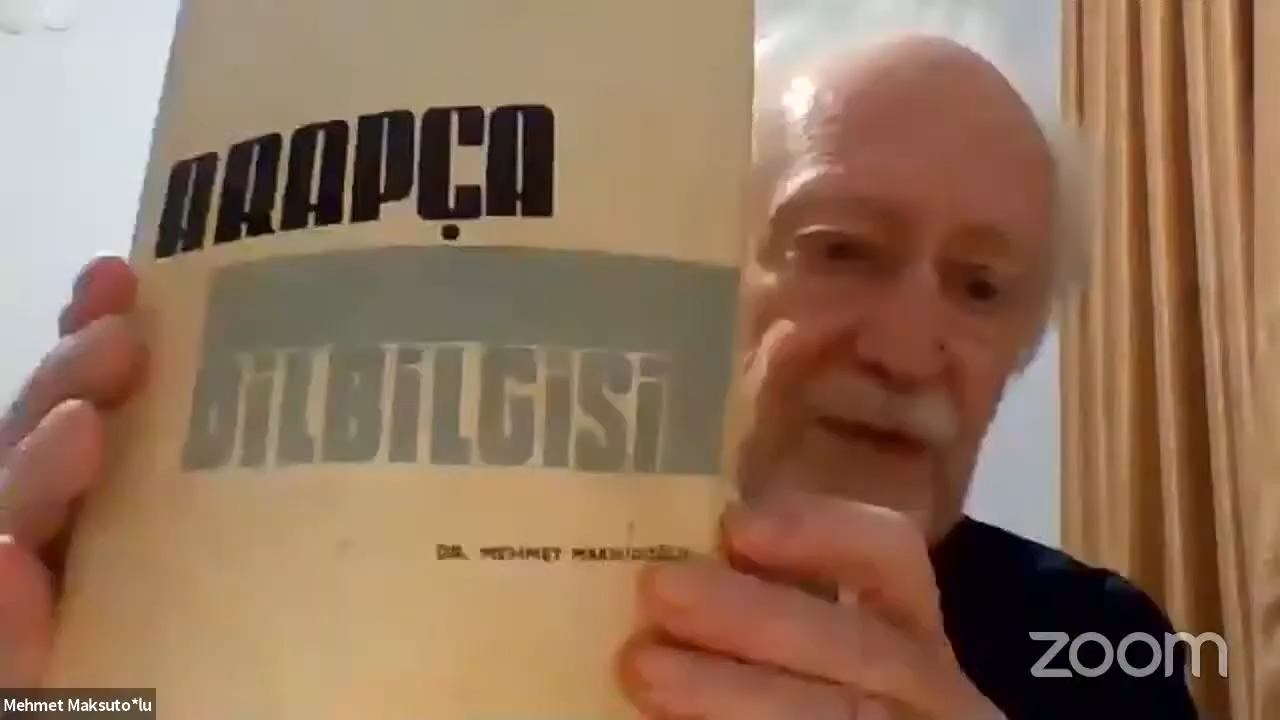 ARAPÇA
DİLBİLGİSİ
DR. MEHMET
zoom
Mehmet Maksuto*lu